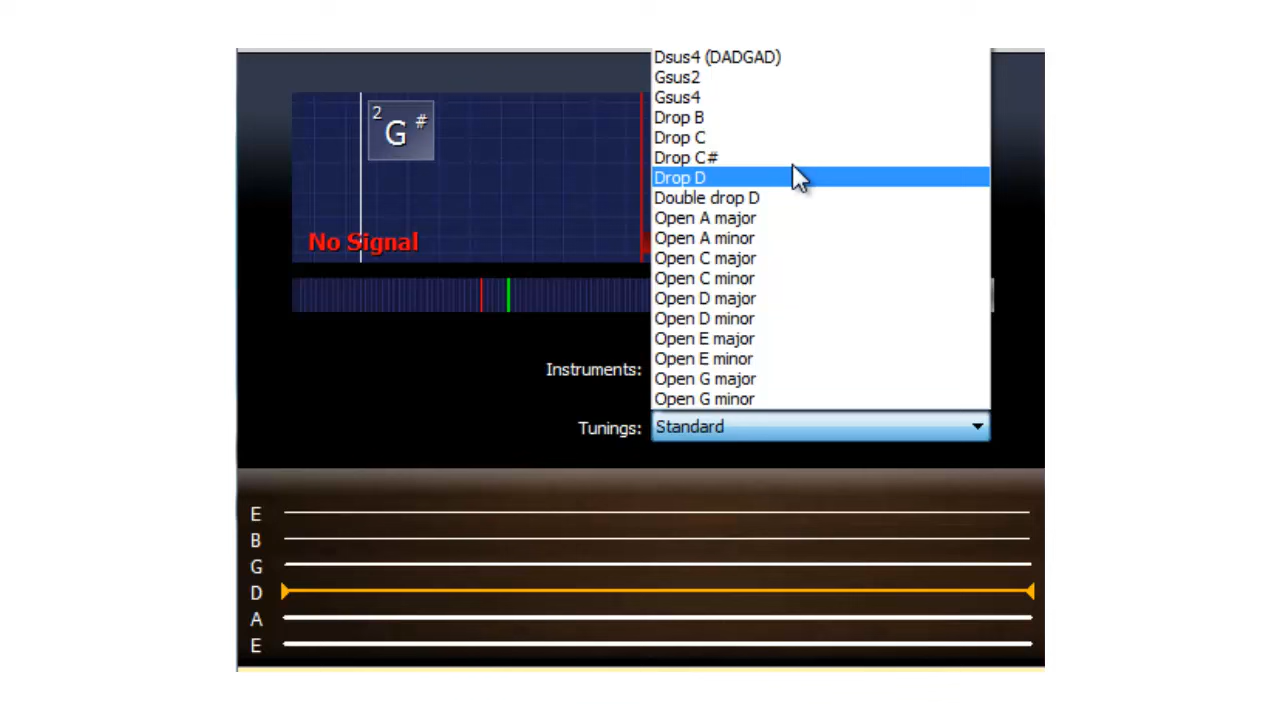 Dsus4 (DADGAD)
Gsus2
Gsus4
Drop B
Drop C
Drop C#
Drop D
Double drop D
Open A major
Open A minor
Open C major
Open C minor
Open D major
Open D minor
Open E major
Open E minor
Open G major
Open G minor
2 G #
No Signal
Instruments:
Tunings: Standard
E
B
G
D
A
E